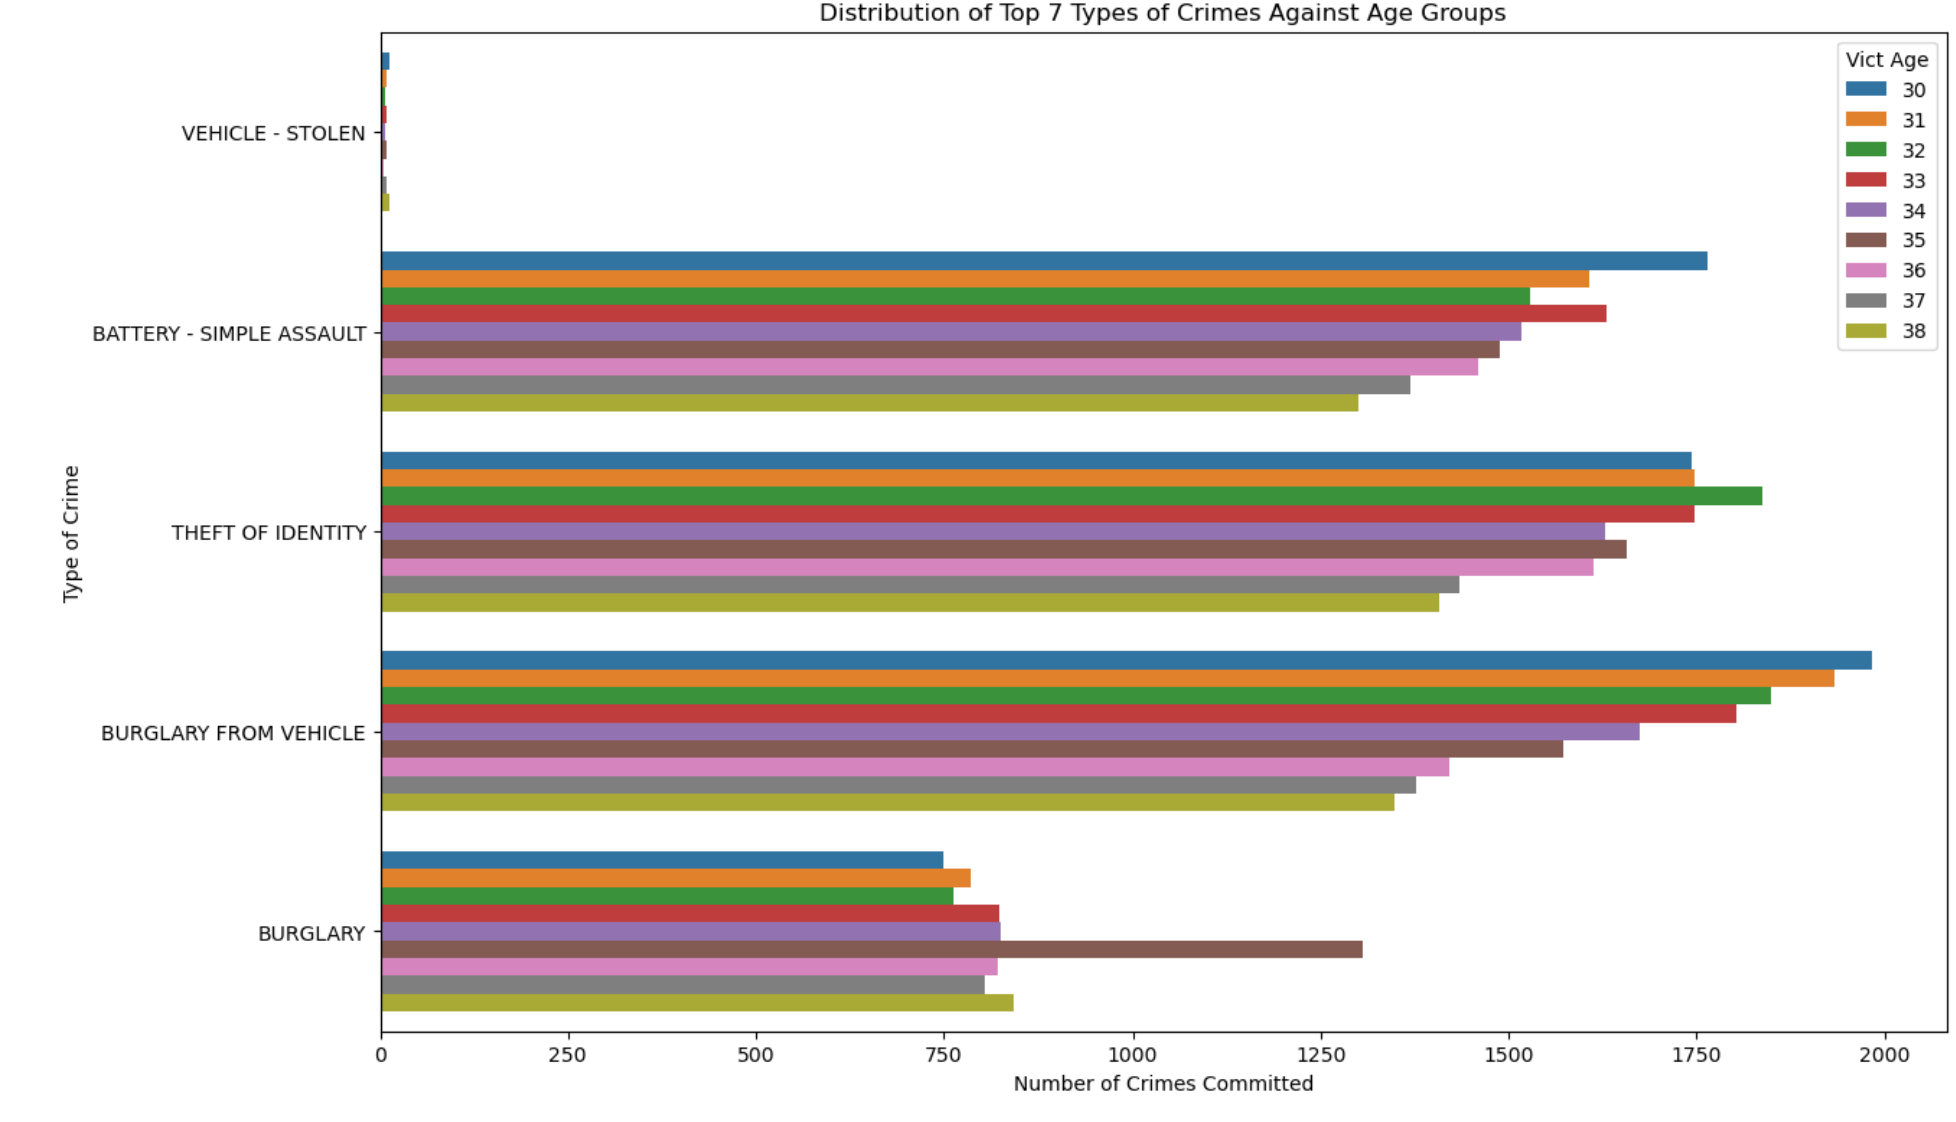 Distribution of Top 7 Types of Crimes Against Age Groups
Vict Age
30
31
32
33
34
35
36
37
38
VEHICLE - STOLEN
BATTERY - SIMPLE ASSAULT
THEFT OF IDENTITY
BURGLARY FROM VEHICLE
BURGLARY
Type of Crime
0 250 500 750 1000 1250 1500 1750 2000
Number of Crimes Committed